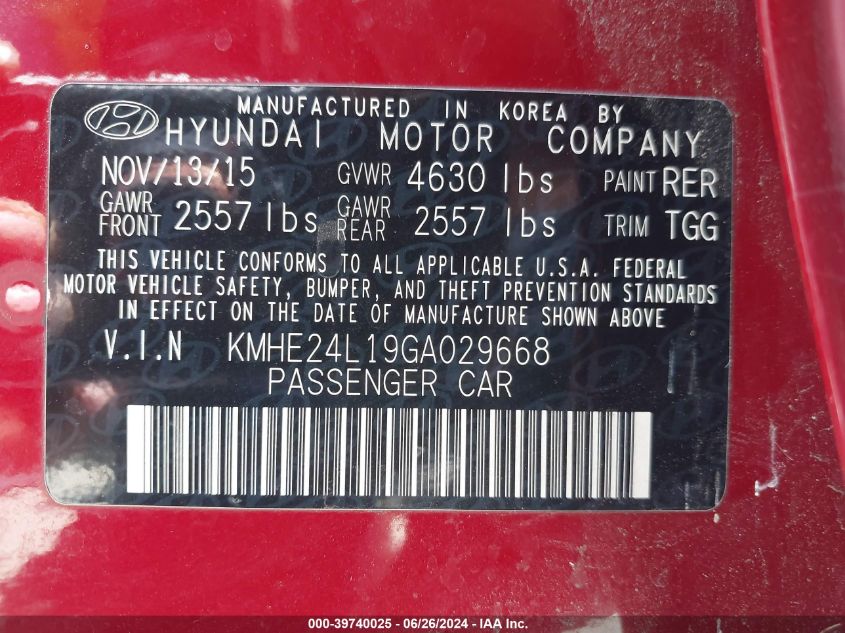 MANUFACTURED IN KOREA BY
HYUNDAI MOTOR COMPANY
NOV/13/15 GVWR 4630 lbs PAINT RER
GAWR FRONT 2557 lbs GAWR REAR 2557 lbs TRIM TGG
THIS VEHICLE CONFORMS TO ALL APPLICABLE U.S.A. FEDERAL
MOTOR VEHICLE SAFETY, BUMPER, AND THEFT PREVENTION STANDARDS
IN EFFECT ON THE DATE OF MANUFACTURE SHOWN ABOVE
V.I.N KMHE24L19GA029668
PASSENGER CAR
000-39740025 - 06/26/2024 - IAA Inc.